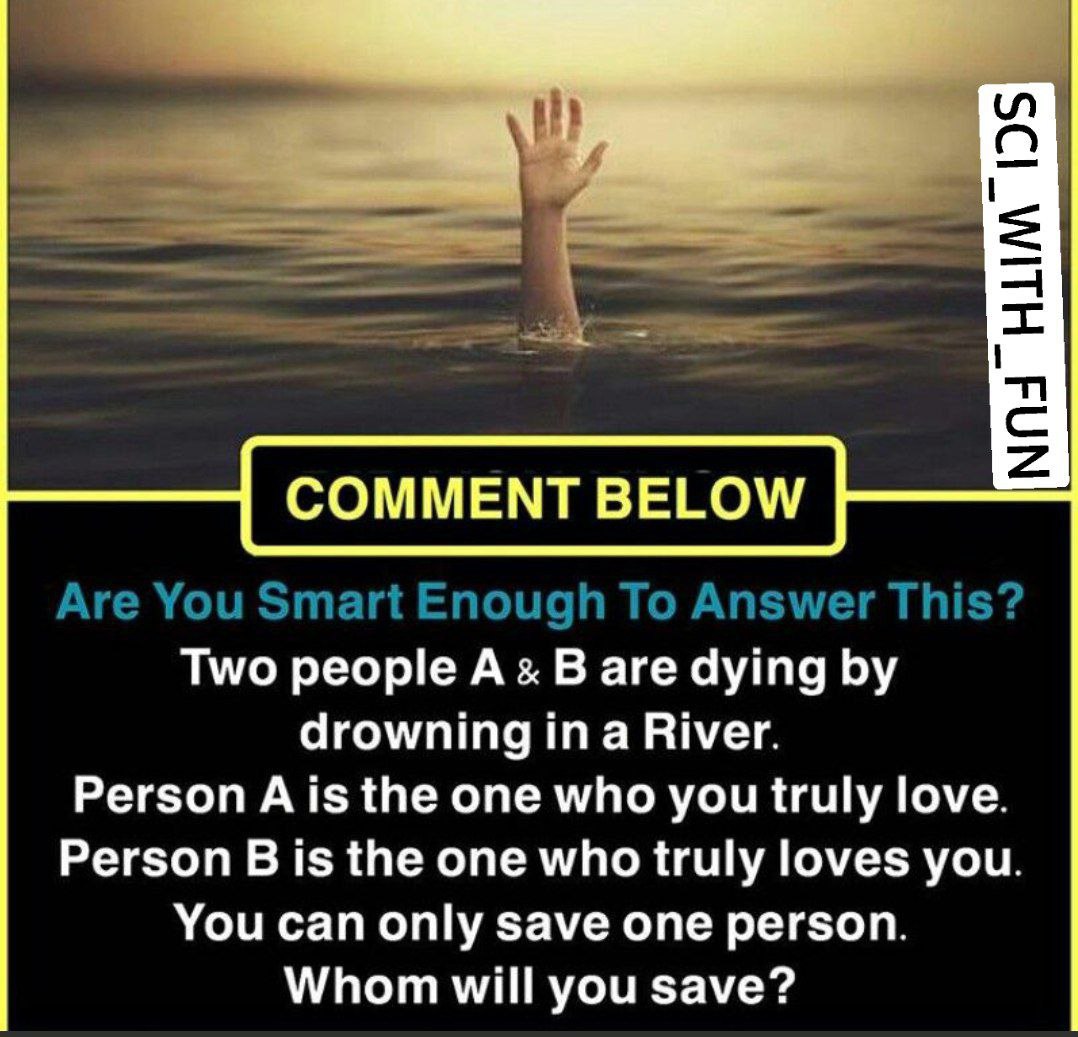 SCI_WITH_FUN
COMMENT BELOW
Are You Smart Enough To Answer This?
Two people A & B are dying by
drowning in a River.
Person A is the one who you truly love.
Person B is the one who truly loves you.
You can only save one person.
Whom will you save?